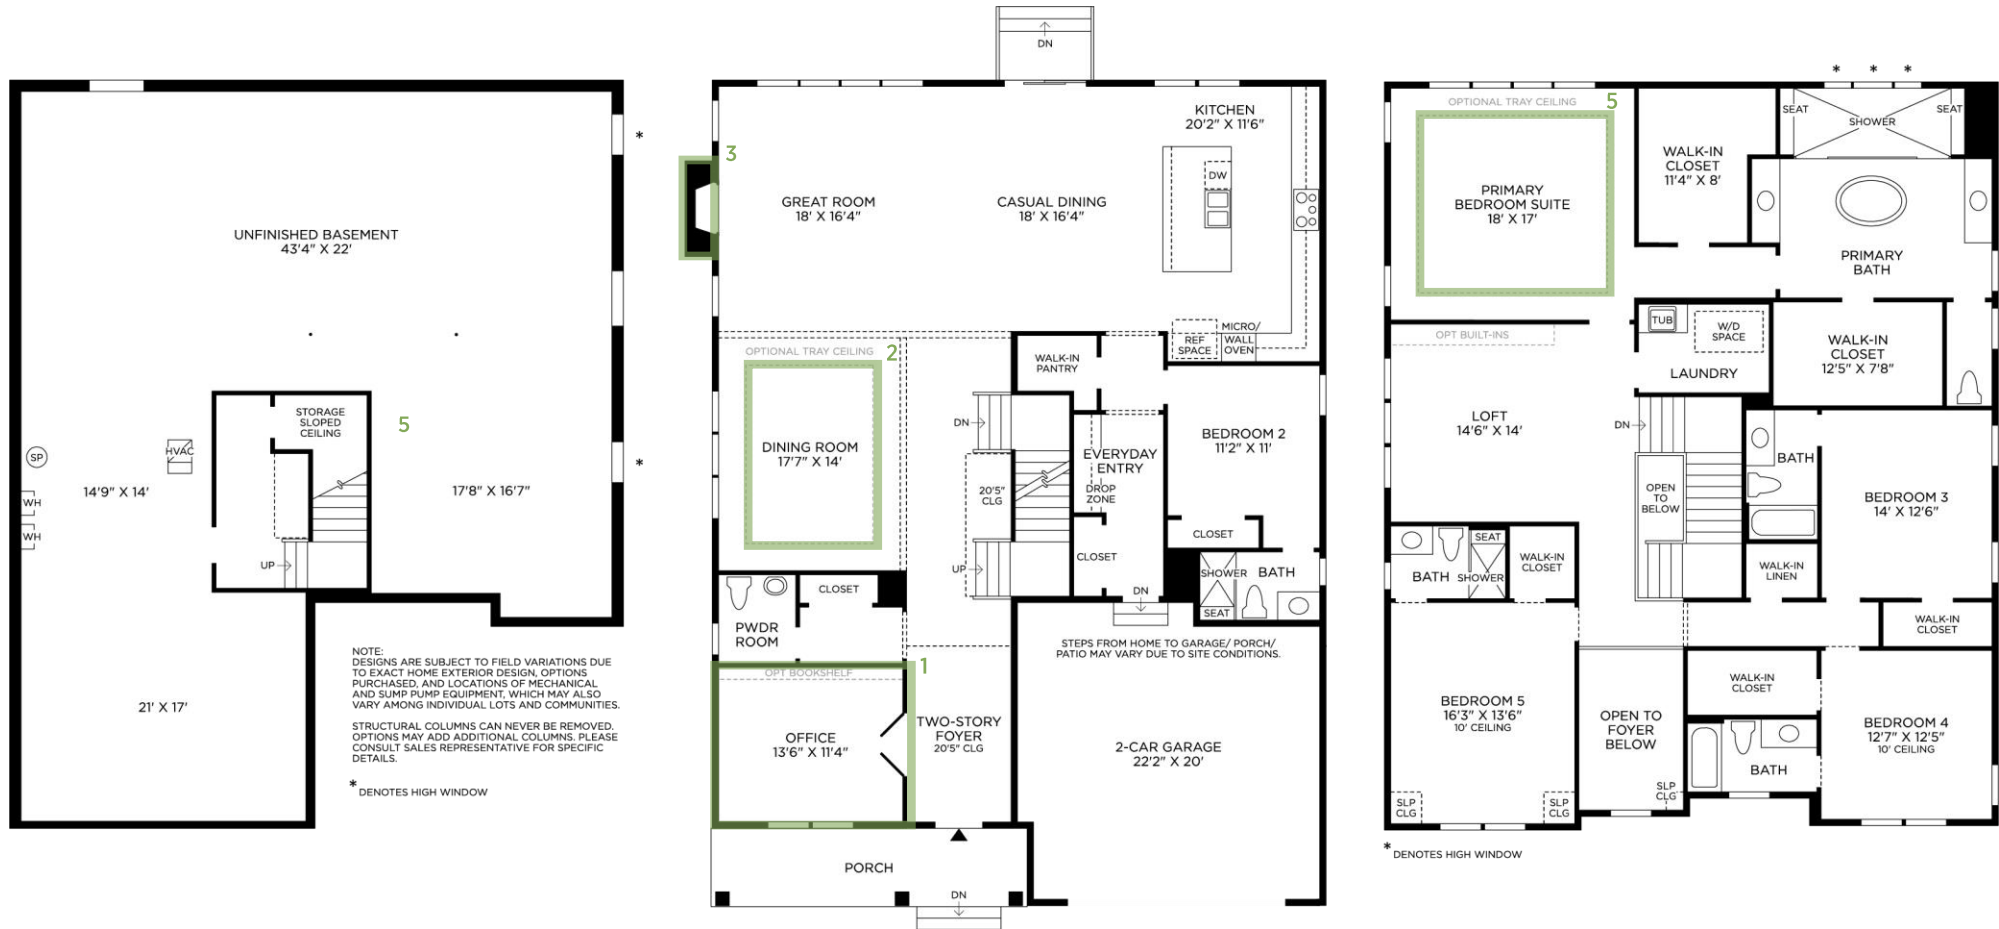 *
UNFINISHED BASEMENT
43'4" X 22'
STORAGE
SLOPED
CEILING
5
SP
HVAC
*
14'9" X 14'
17'8" X 16'7"
WH
WH
UP
21' X 17'
NOTE:
DESIGNS ARE SUBJECT TO FIELD VARIATIONS DUE
TO EXACT HOME EXTERIOR DESIGN, OPTIONS
PURCHASED, AND LOCATIONS OF MECHANICAL
AND SUMP PUMP EQUIPMENT, WHICH MAY ALSO
VARY AMONG INDIVIDUAL LOTS AND COMMUNITIES.
STRUCTURAL COLUMNS CAN NEVER BE REMOVED.
OPTIONS MAY ADD ADDITIONAL COLUMNS. PLEASE
CONSULT SALES REPRESENTATIVE FOR SPECIFIC
DETAILS.
* DENOTES HIGH WINDOW
DN
KITCHEN
20'2" X 11'6"
3
DW
GREAT ROOM
18' X 16'4"
CASUAL DINING
18' X 16'4"
MICRO/
WALL
OVEN
REF
SPACE
OPTIONAL TRAY CEILING
2
WALK-IN
PANTRY
DN
DINING ROOM
17'7" X 14'
EVERYDAY
ENTRY
BEDROOM 2
11'2" X 11'
20'5"
CLG
DROP
ZONE
CLOSET
CLOSET
UP
SHOWER
BATH
SEAT
CLOSET
DN
PWDR
ROOM
STEPS FROM HOME TO GARAGE/ PORCH/
PATIO MAY VARY DUE TO SITE CONDITIONS.
1
OPT BOOKSHELF
OFFICE
13'6" X 11'4"
TWO-STORY
FOYER
20'5" CLG
2-CAR GARAGE
22'2" X 20'
PORCH
DN
* * *
OPTIONAL TRAY CEILING
5
SEAT
SHOWER
SEAT
WALK-IN
CLOSET
11'4" X 8'
PRIMARY
BEDROOM SUITE
18' X 17'
PRIMARY
BATH
OPT BUILT-INS
TUB
W/D
SPACE
LAUNDRY
WALK-IN
CLOSET
12'5" X 7'8"
LOFT
14'6" X 14'
DN
BATH
OPEN
TO
BELOW
BEDROOM 3
14' X 12'6"
SEAT
BATH
SHOWER
WALK-IN
CLOSET
WALK-IN
LINEN
WALK-IN
CLOSET
WALK-IN
CLOSET
BEDROOM 5
16'3" X 13'6"
10' CEILING
OPEN TO
FOYER
BELOW
BEDROOM 4
12'7" X 12'5"
10' CEILING
BATH
SLP
CLG
SLP
CLG
SLP
CLG
* DENOTES HIGH WINDOW